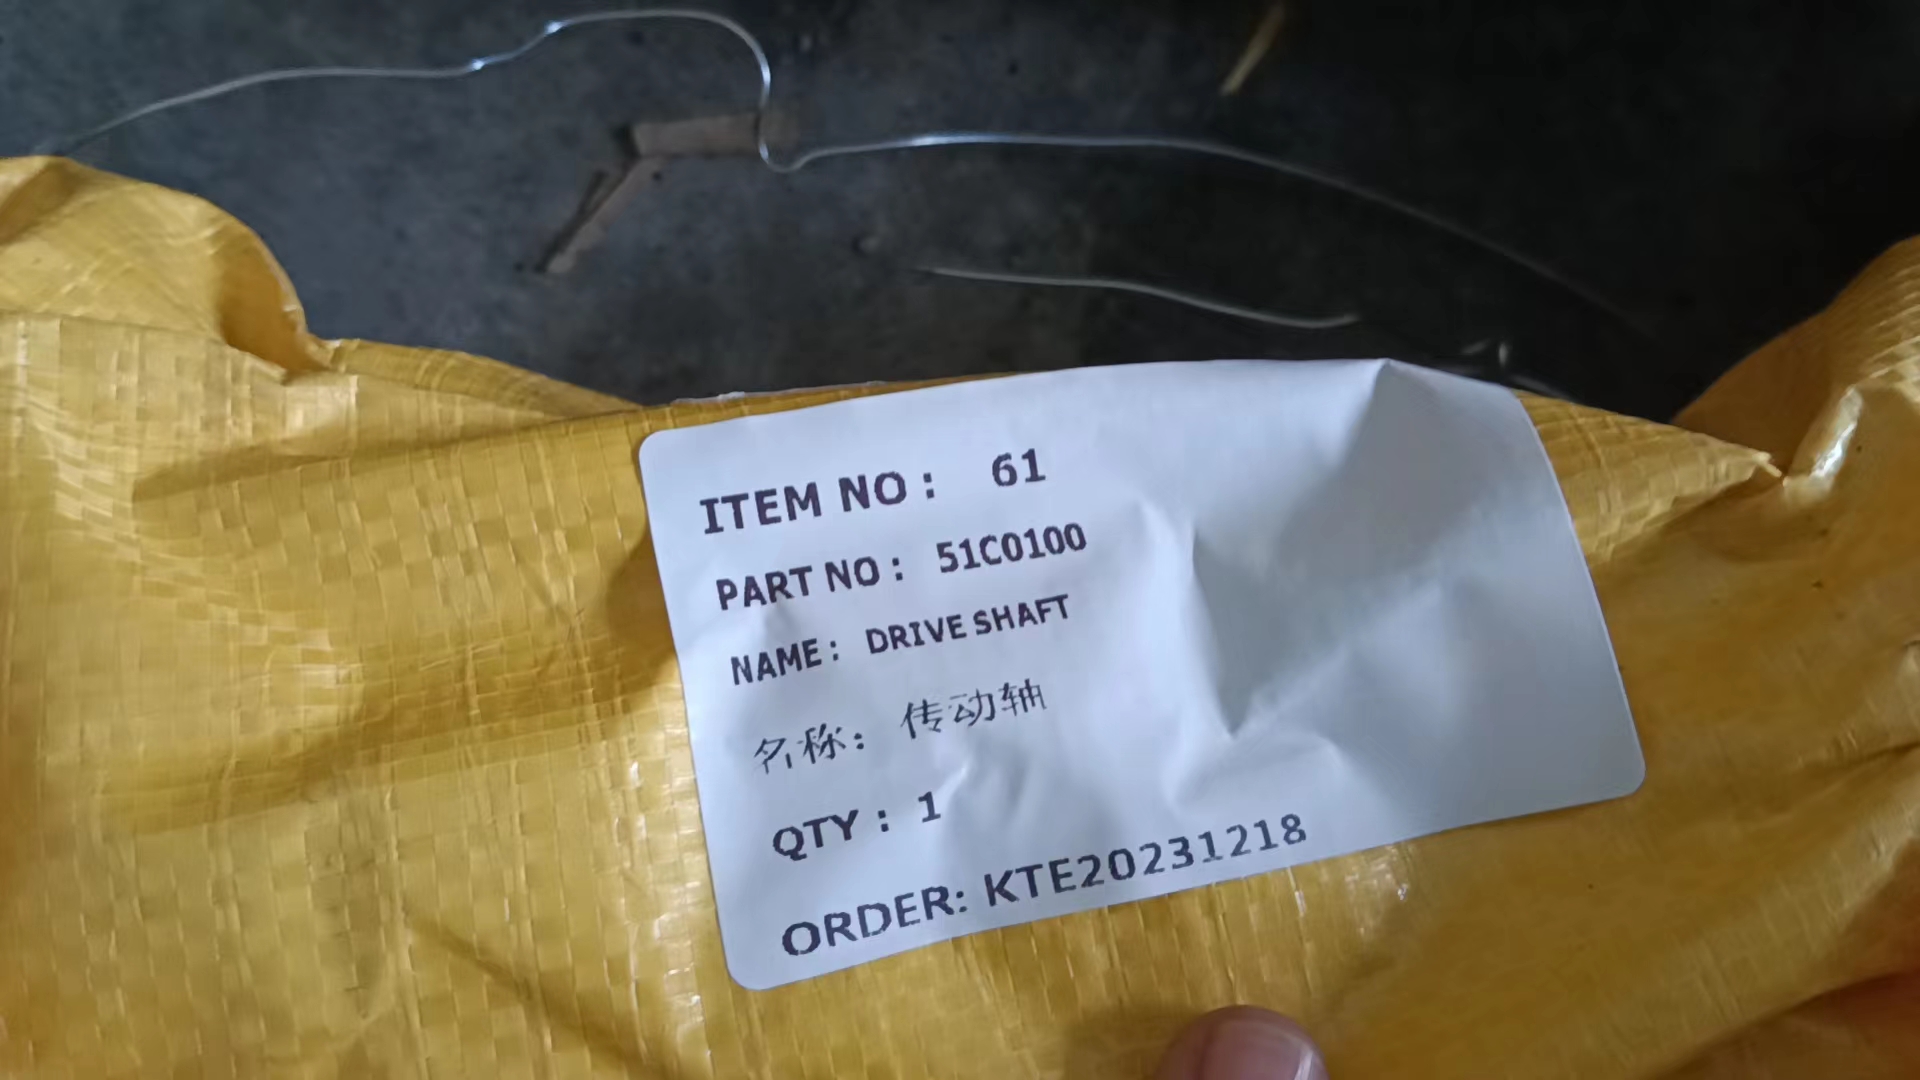 ITEM NO： 61
PART NO： 51C0100
NAME： DRIVE SHAFT
名称： 传动轴
QTY： 1
ORDER: KTE20231218